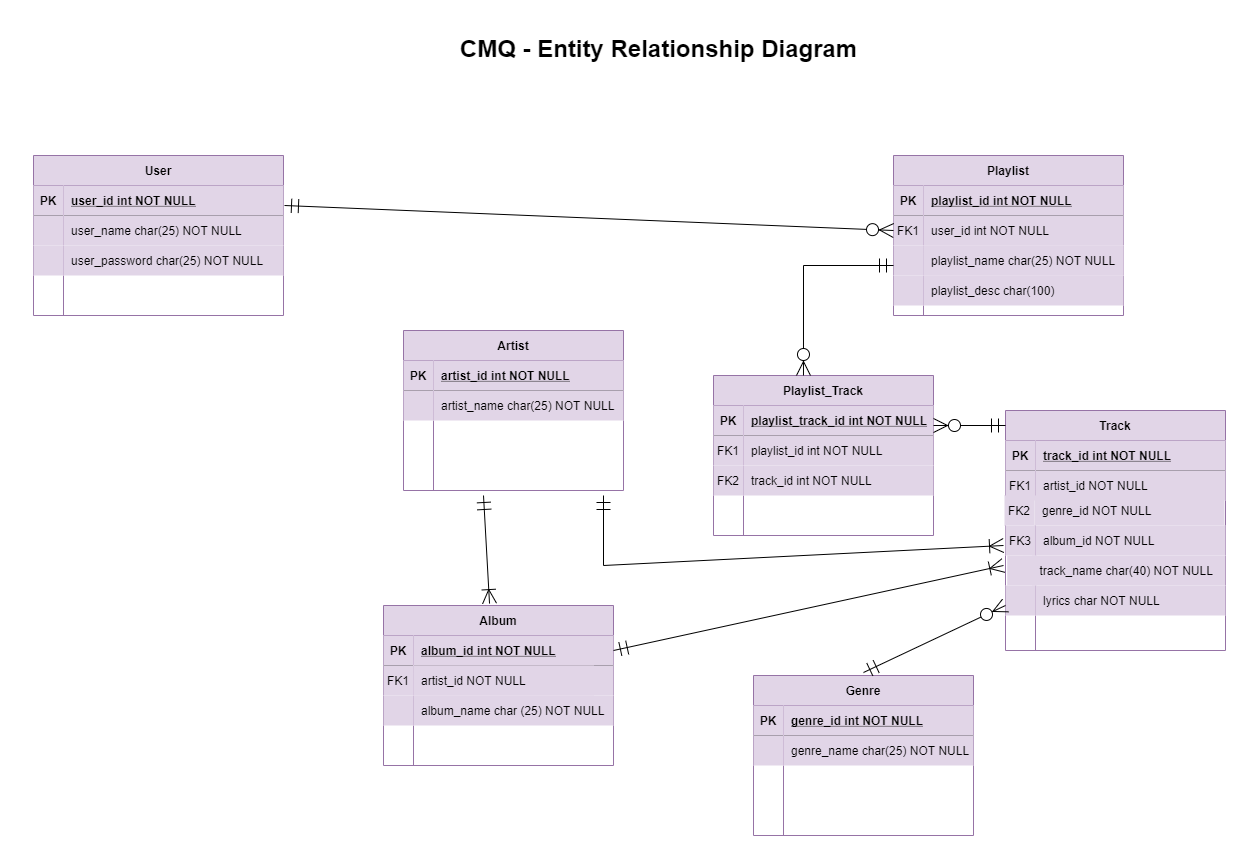 CMQ - Entity Relationship Diagram
User
PK user_id int NOT NULL
user_name char(25) NOT NULL
user_password char(25) NOT NULL
Playlist
PK playlist_id int NOT NULL
FK1 user_id int NOT NULL
playlist_name char(25) NOT NULL
playlist_desc char(100)
Artist
PK artist_id int NOT NULL
artist_name char(25) NOT NULL
Playlist_Track
PK playlist_track_id int NOT NULL
FK1 playlist_id int NOT NULL
FK2 track_id int NOT NULL
Track
PK track_id int NOT NULL
FK1 artist_id NOT NULL
FK2 genre_id NOT NULL
FK3 album_id NOT NULL
track_name char(40) NOT NULL
lyrics char NOT NULL
Album
PK album_id int NOT NULL
FK1 artist_id NOT NULL
album_name char (25) NOT NULL
Genre
PK genre_id int NOT NULL
genre_name char(25) NOT NULL